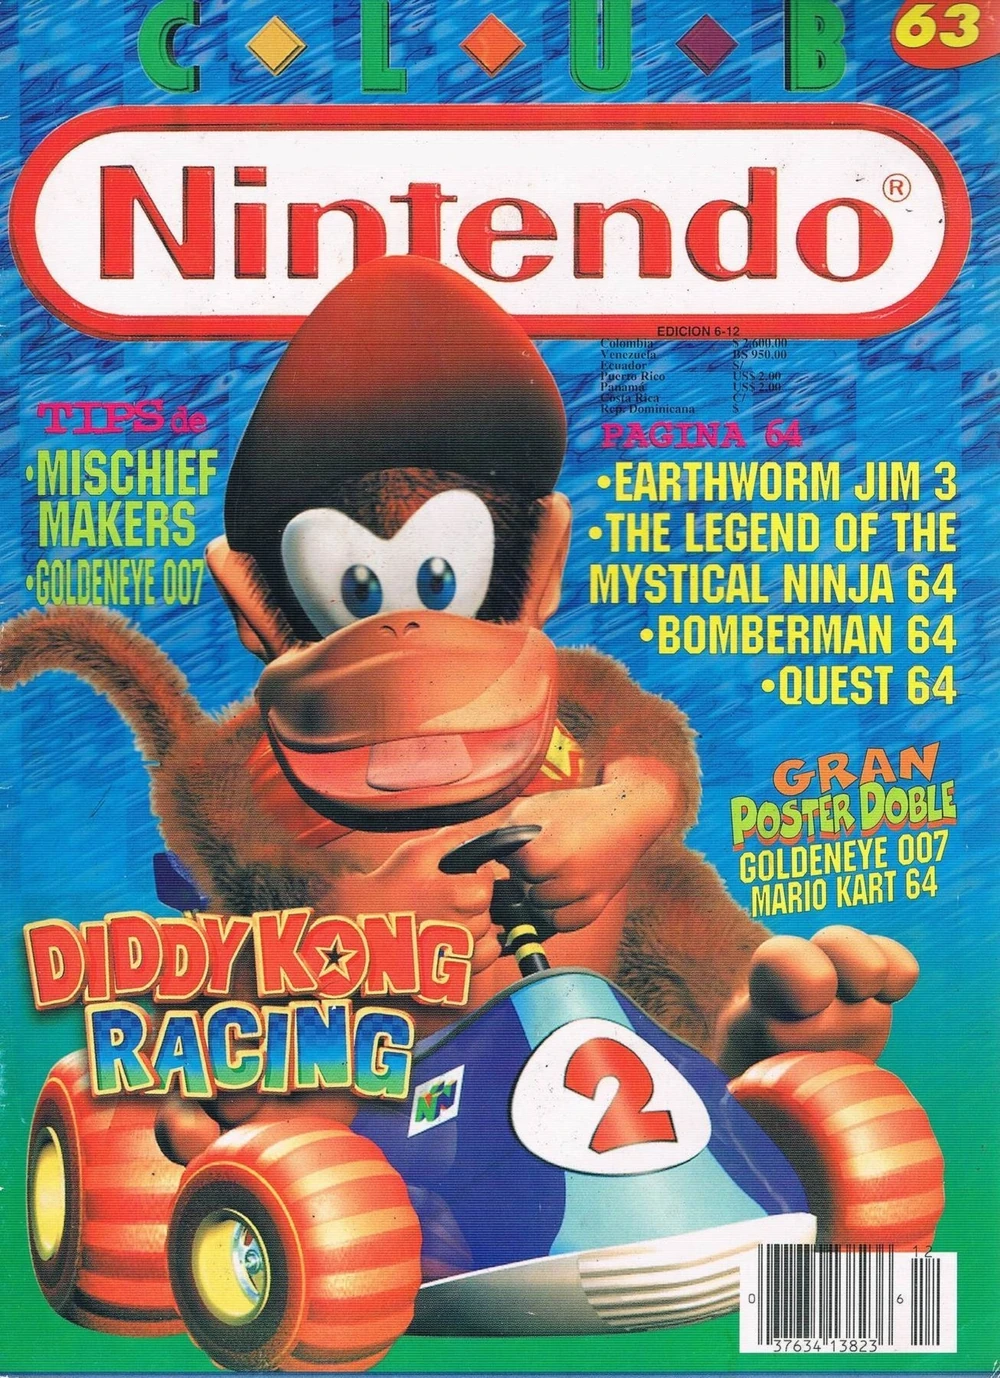 CLUB
63
Nintendo®
EDICION 6-12
Colombia $ 2,600.00
Venezuela BS 950.00
Ecuador S/
Puerto Rico US$ 2.00
Panamá US$ 2.00
Costa Rica C/
Rep. Dominicana $
TIPS de
•MISCHIEF
MAKERS
•GOLDENEYE 007
PAGINA 64
•EARTHWORM JIM 3
•THE LEGEND OF THE
MYSTICAL NINJA 64
•BOMBERMAN 64
•QUEST 64
GRAN
POSTER DOBLE
GOLDENEYE 007
MARIO KART 64
DIDDY KONG
RACING
N
2
12
0 37634 13823 6